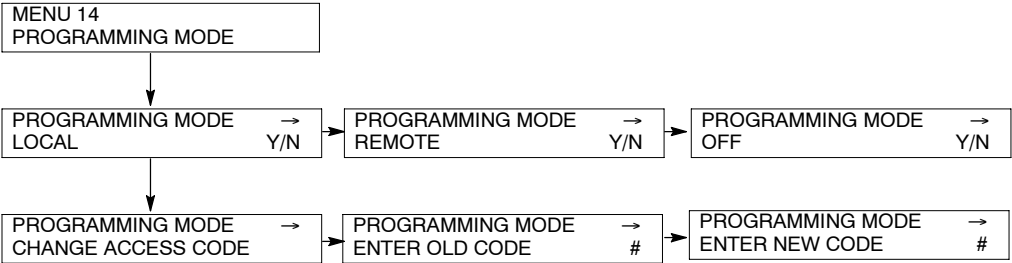 MENU 14
PROGRAMMING MODE
PROGRAMMING MODE →
LOCAL Y/N
PROGRAMMING MODE →
REMOTE Y/N
PROGRAMMING MODE →
OFF Y/N
PROGRAMMING MODE →
CHANGE ACCESS CODE
PROGRAMMING MODE →
ENTER OLD CODE #
PROGRAMMING MODE →
ENTER NEW CODE #